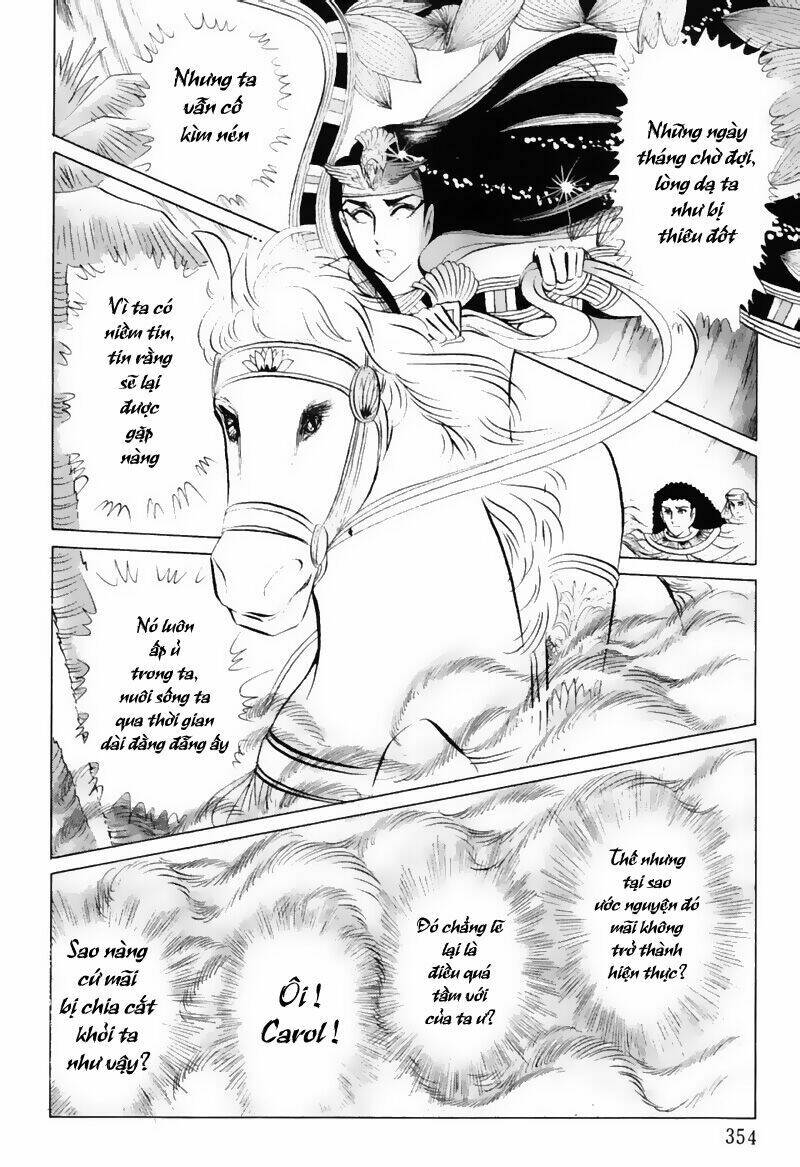 Những ngày
tháng chờ đợi,
lòng dạ ta
như bị
thiêu đốt
Nhưng ta
vẫn cố
kìm nén
Vì ta có
niềm tin,
tin rằng
sẽ lại
được
gặp
nàng
Nó luôn
ấp ủ
trong ta,
nuôi sống ta
qua thời gian
dài đằng đẵng ấy
Thế nhưng
tại sao
ước nguyện đó
mãi không
trở thành
hiện thực?
Đó chẳng lẽ
lại là
điều quá
tầm với
của ta ư?
Ôi!
Carol!
Sao nàng
cứ mãi
bị chia cắt
khỏi ta
như vậy?
354